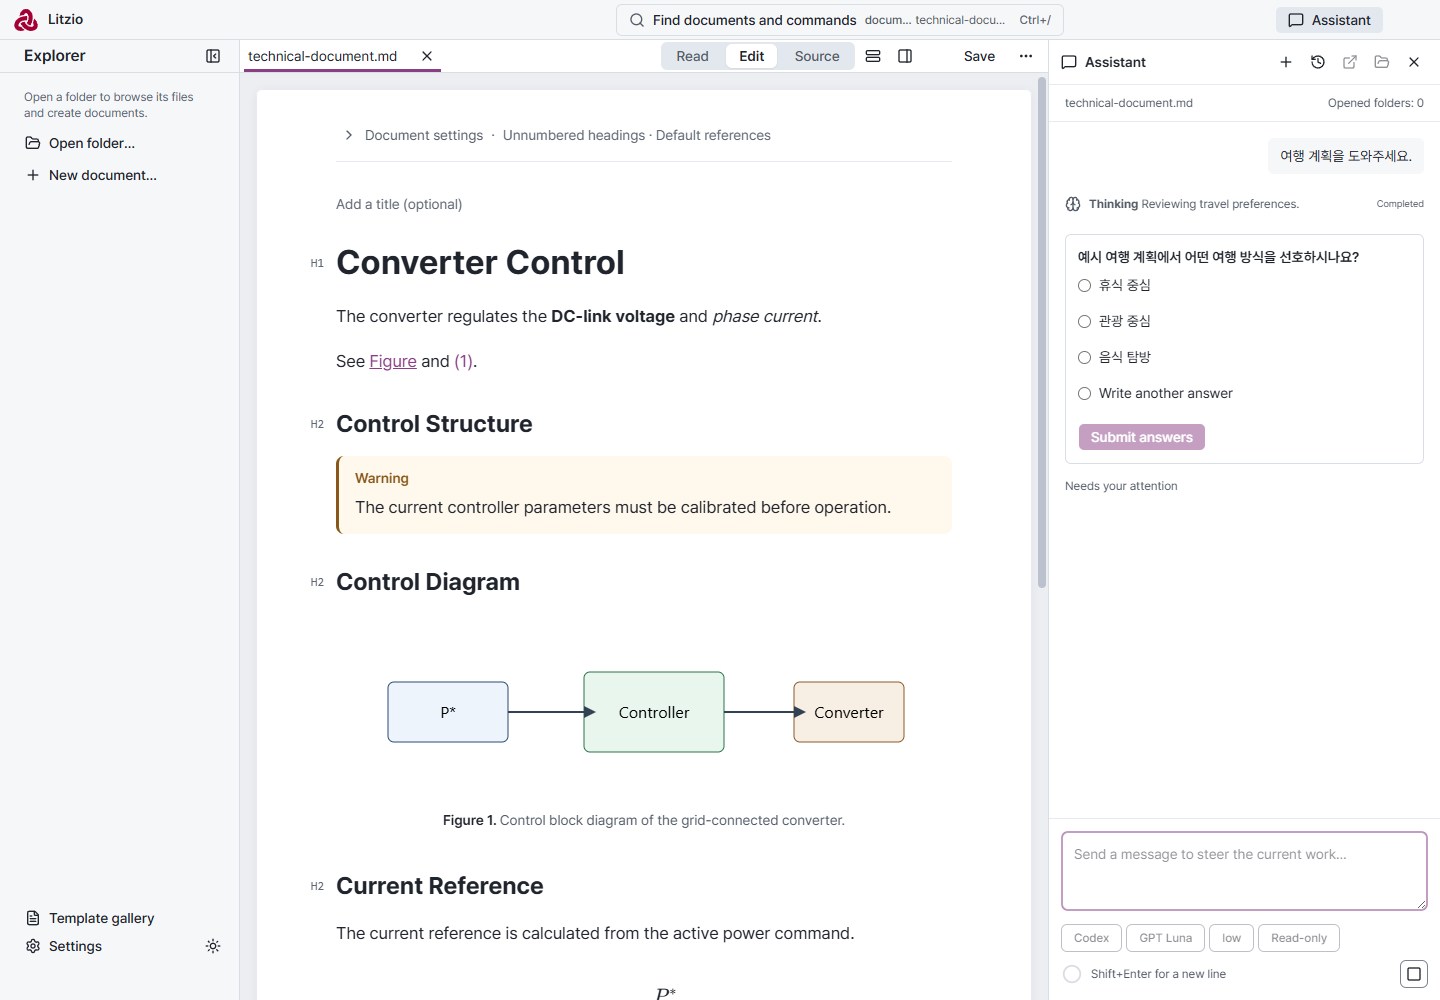 Litzio
Find documents and commands docum... technical-docu... Ctrl+/
Assistant
Explorer
Open a folder to browse its files
and create documents.
Open folder...
New document...
Template gallery
Settings
technical-document.md
Read
Edit
Source
Save
Document settings · Unnumbered headings · Default references
Add a title (optional)
H1 Converter Control
The converter regulates the DC-link voltage and phase current.
See Figure and (1).
H2 Control Structure
Warning
The current controller parameters must be calibrated before operation.
H2 Control Diagram
P*
Controller
Converter
Figure 1. Control block diagram of the grid-connected converter.
H2 Current Reference
The current reference is calculated from the active power command.
P*
Assistant
technical-document.md
Opened folders: 0
여행 계획을 도와주세요.
Thinking Reviewing travel preferences.
Completed
예시 여행 계획에서 어떤 여행 방식을 선호하시나요?
휴식 중심
관광 중심
음식 탐방
Write another answer
Submit answers
Needs your attention
Send a message to steer the current work...
Codex
GPT Luna
low
Read-only
Shift+Enter for a new line